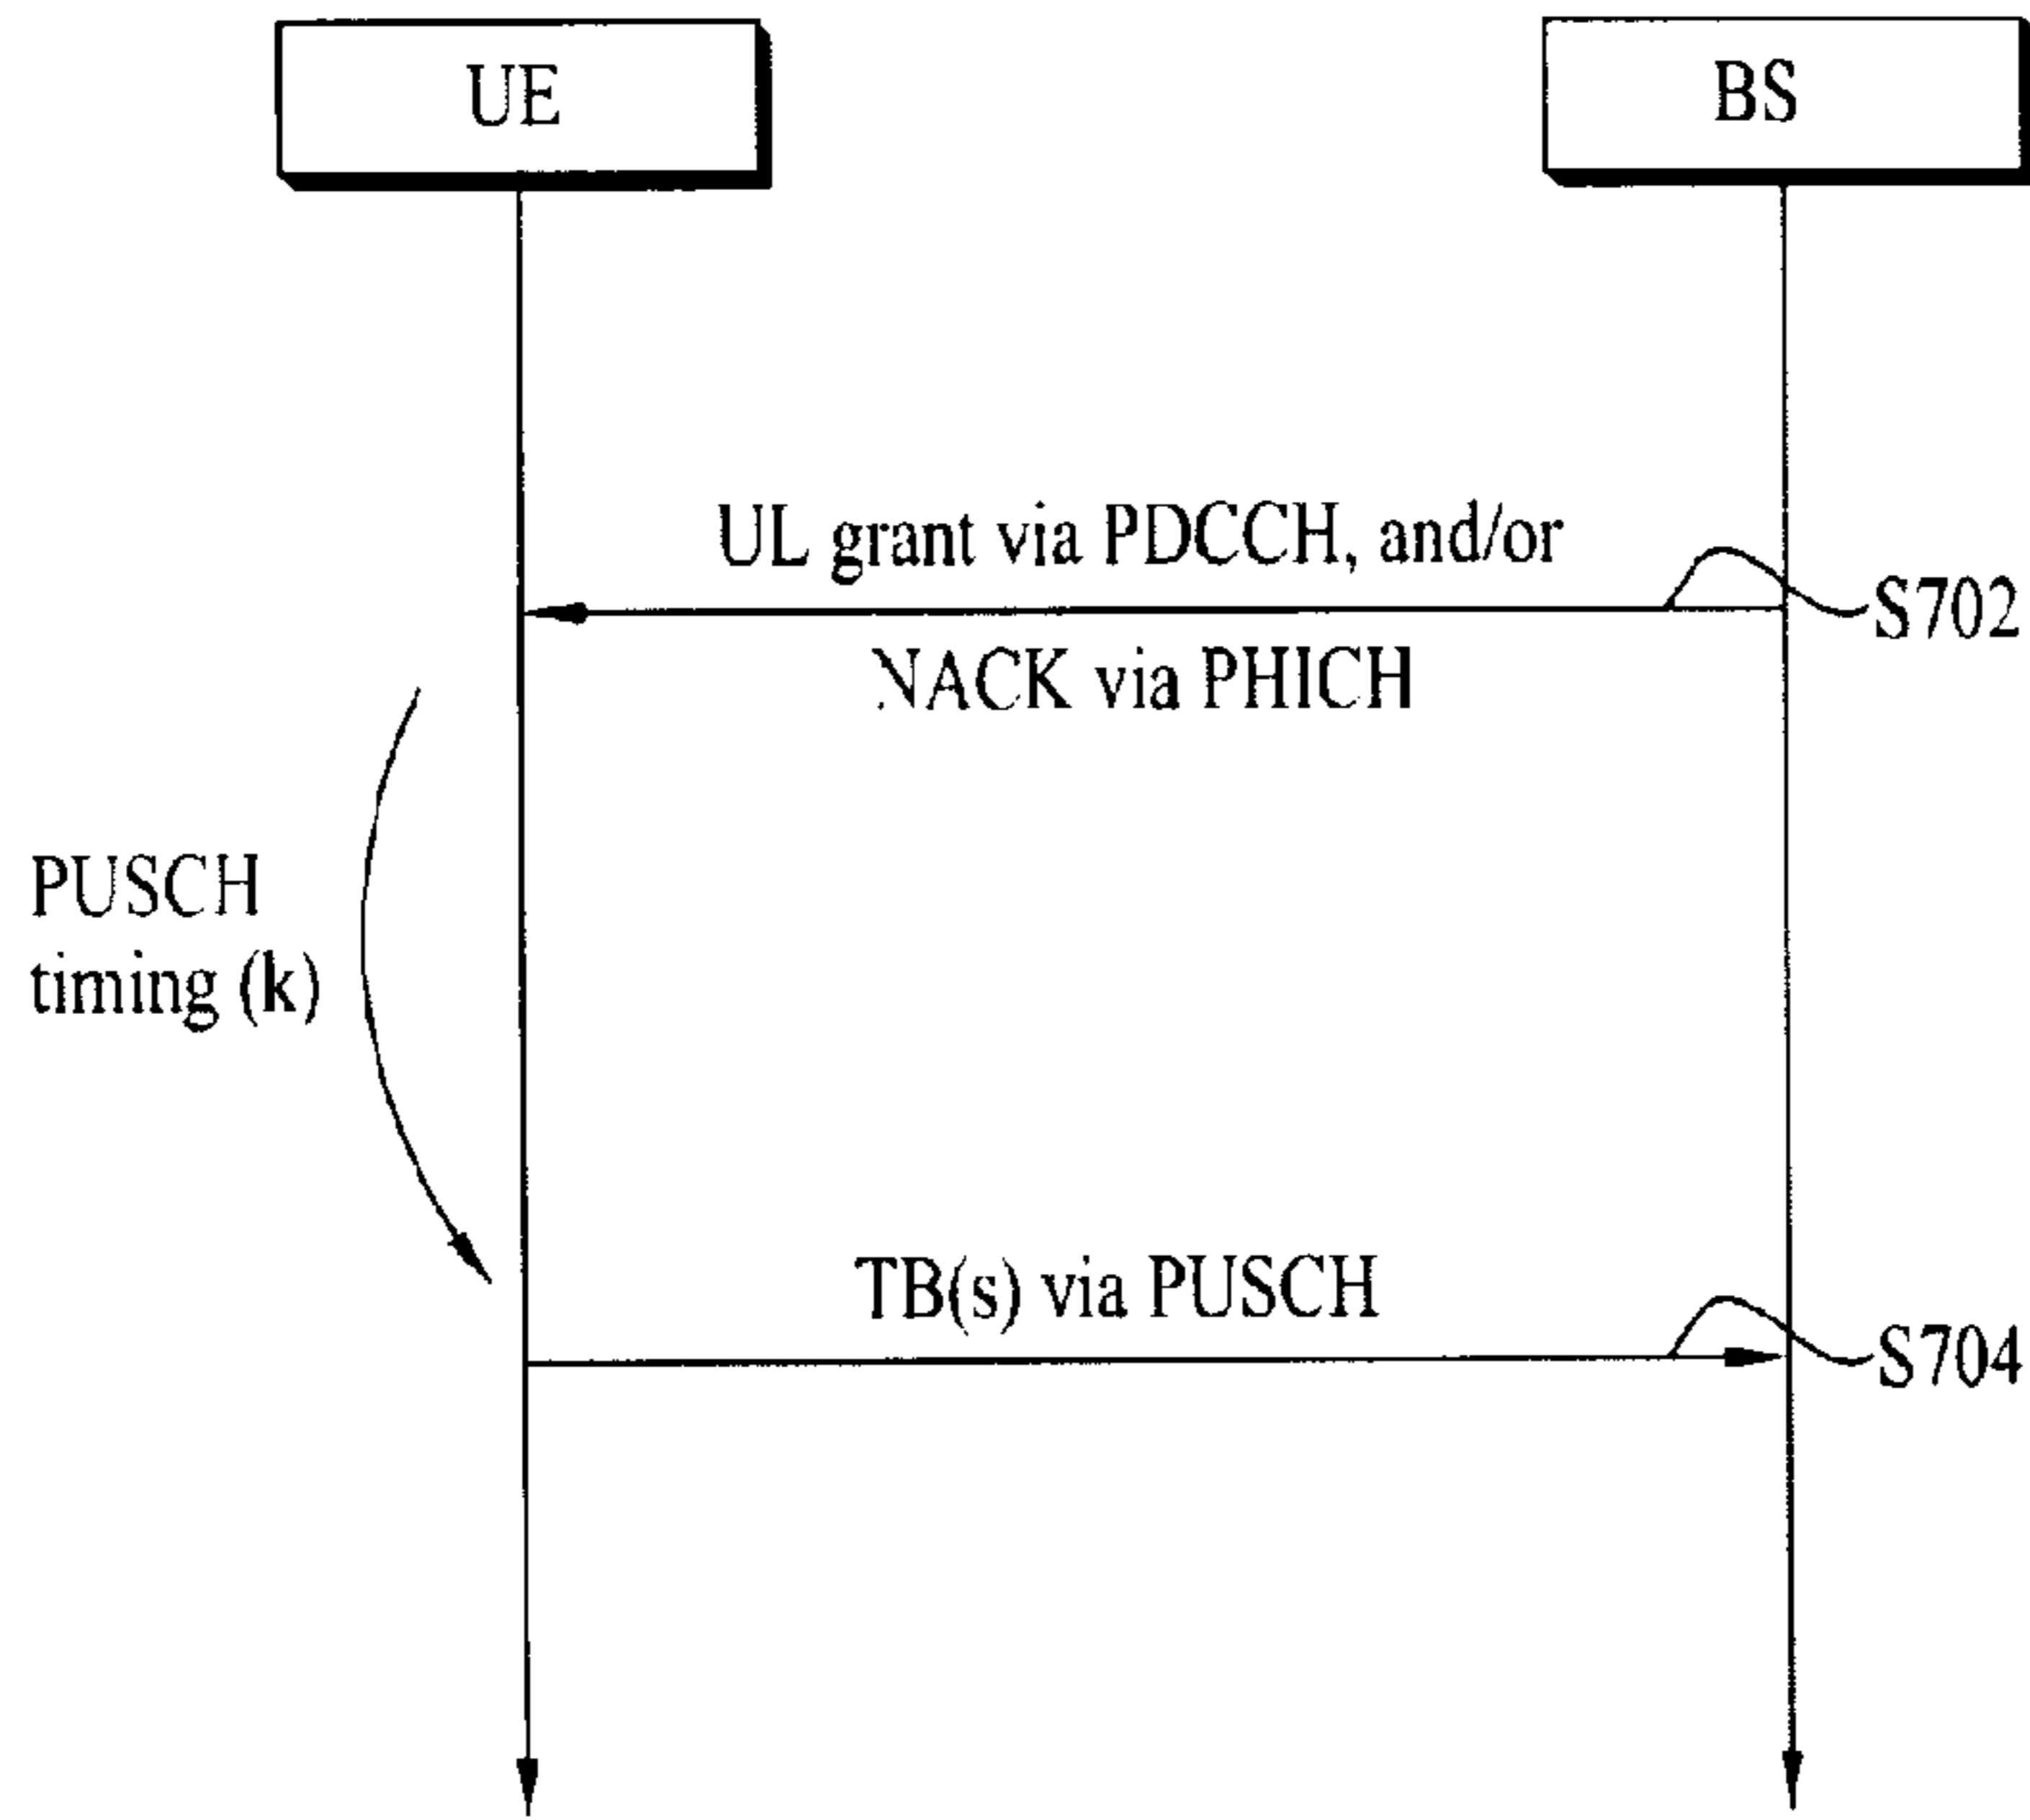 UE
BS
UL grant via PDCCH, and/or
S702
NACK via PHICH
PUSCH
timing (k)
TB(s) via PUSCH
S704